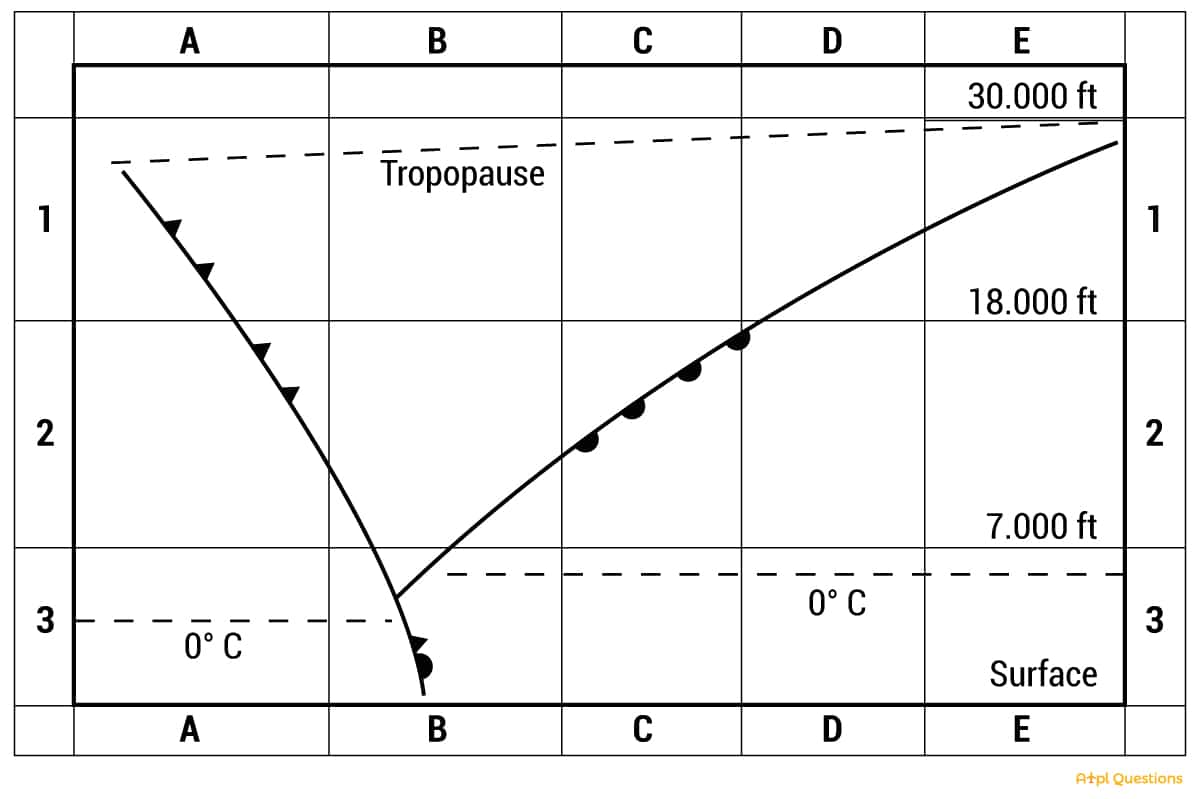 A B C D E
30.000 ft
Tropopause
1 1
18.000 ft
2 2
7.000 ft
0° C
3 3
0° C
Surface
A B C D E
Atpl Questions